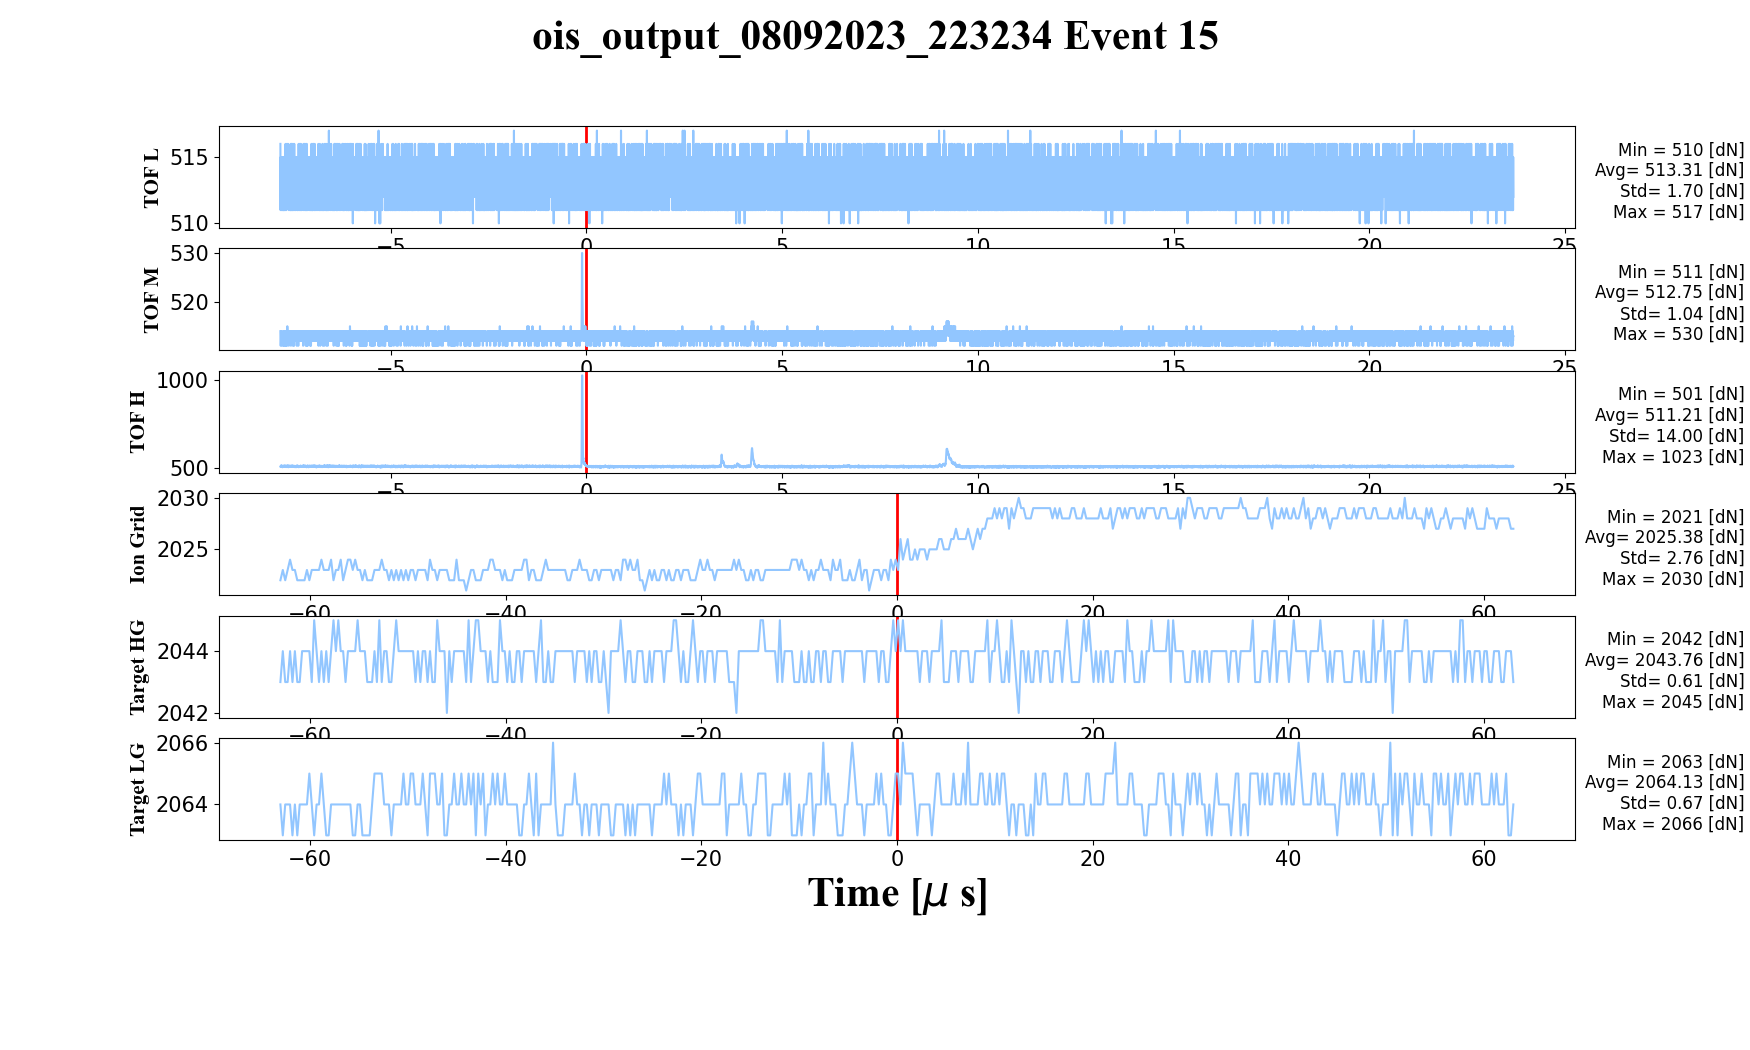 ois_output_08092023_223234 Event 15
TOF L
515
510
−5
0
5
10
15
20
25
Min = 510 [dN]
Avg= 513.31 [dN]
Std= 1.70 [dN]
Max = 517 [dN]
TOF M
530
520
−5
0
5
10
15
20
25
Min = 511 [dN]
Avg= 512.75 [dN]
Std= 1.04 [dN]
Max = 530 [dN]
TOF H
1000
500
−5
0
5
10
15
20
25
Min = 501 [dN]
Avg= 511.21 [dN]
Std= 14.00 [dN]
Max = 1023 [dN]
Ion Grid
2030
2025
−60
−40
−20
0
20
40
60
Min = 2021 [dN]
Avg= 2025.38 [dN]
Std= 2.76 [dN]
Max = 2030 [dN]
Target HG
2044
2042
−60
−40
−20
0
20
40
60
Min = 2042 [dN]
Avg= 2043.76 [dN]
Std= 0.61 [dN]
Max = 2045 [dN]
Target LG
2066
2064
−60
−40
−20
0
20
40
60
Min = 2063 [dN]
Avg= 2064.13 [dN]
Std= 0.67 [dN]
Max = 2066 [dN]
Time [μ s]